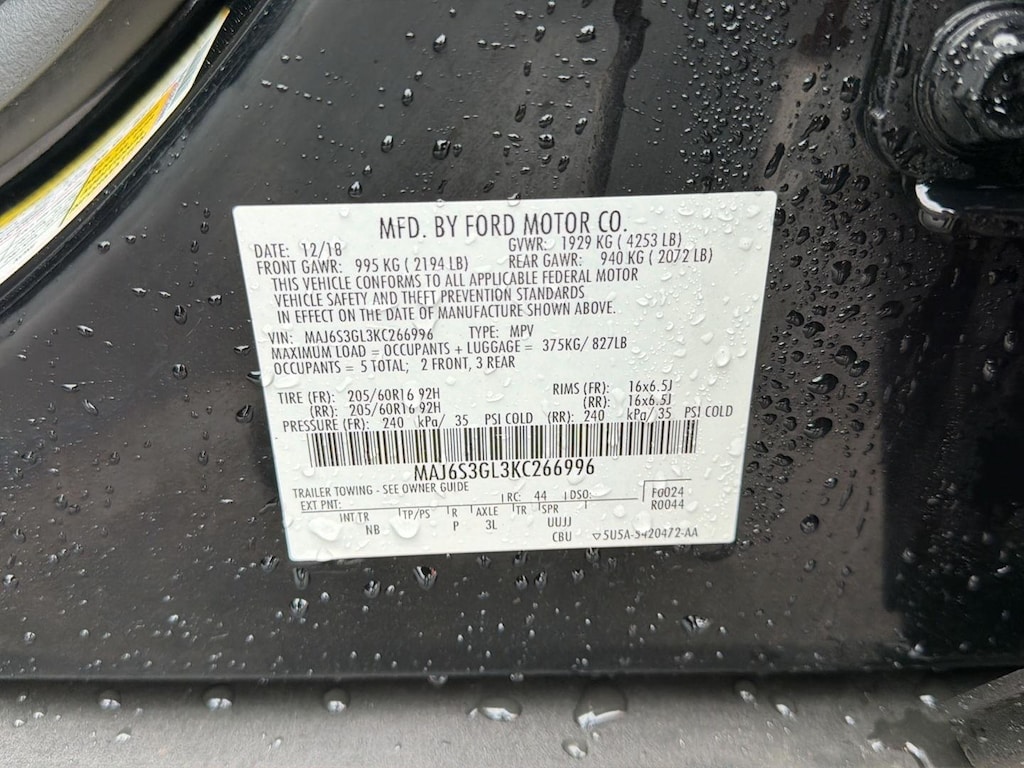 MFD. BY FORD MOTOR CO.
DATE: 12/18 GVWR: 1929 KG ( 4253 LB)
FRONT GAWR: 995 KG ( 2194 LB) REAR GAWR: 940 KG ( 2072 LB)
THIS VEHICLE CONFORMS TO ALL APPLICABLE FEDERAL MOTOR
VEHICLE SAFETY AND THEFT PREVENTION STANDARDS
IN EFFECT ON THE DATE OF MANUFACTURE SHOWN ABOVE.
VIN: MAJ6S3GL3KC266996 TYPE: MPV
MAXIMUM LOAD = OCCUPANTS + LUGGAGE = 375KG/ 827LB
OCCUPANTS = 5 TOTAL; 2 FRONT, 3 REAR
TIRE (FR): 205/60R16 92H RIMS (FR): 16x6.5J
(RR): 205/60R16 92H (RR): 16x6.5J
PRESSURE (FR): 240 kPa/ 35 PSI COLD (RR): 240 kPa/ 35 PSI COLD
MAJ6S3GL3KC266996
TRAILER TOWING - SEE OWNER GUIDE
EXT PNT: RC: 44 DSO: F0024
R0044
INT TR TP/PS R AXLE TR SPR
NB P 3L UUJJ
CBU 5U5A-5420472-AA